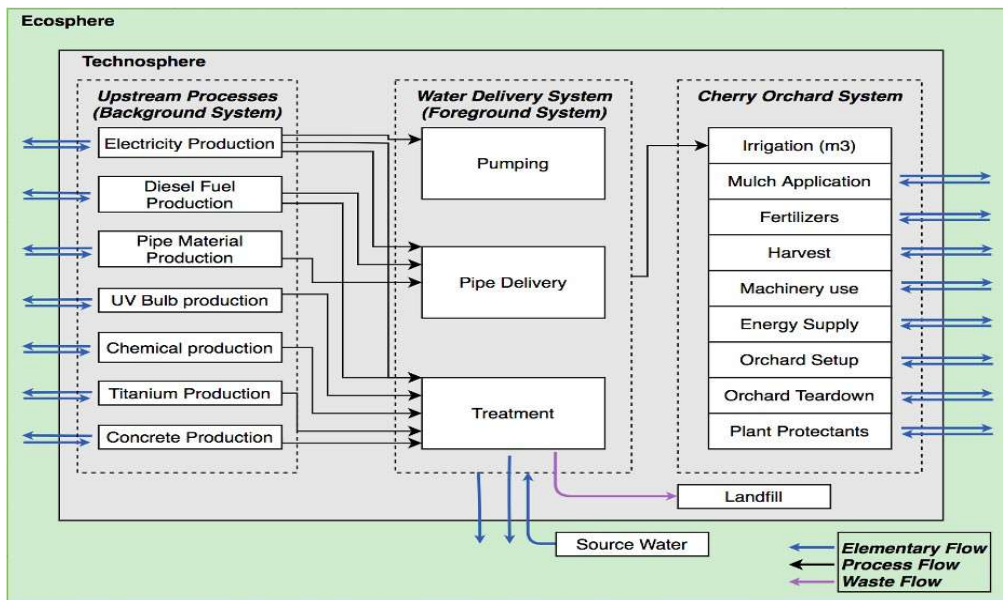 Ecosphere
Technosphere
Upstream Processes
(Background System)
Electricity Production
Diesel Fuel
Production
Pipe Material
Production
UV Bulb production
Chemical production
Titanium Production
Concrete Production
Water Delivery System
(Foreground System)
Pumping
Pipe Delivery
Treatment
Cherry Orchard System
Irrigation (m3)
Mulch Application
Fertilizers
Harvest
Machinery use
Energy Supply
Orchard Setup
Orchard Teardown
Plant Protectants
Landfill
Source Water
Elementary Flow
Process Flow
Waste Flow